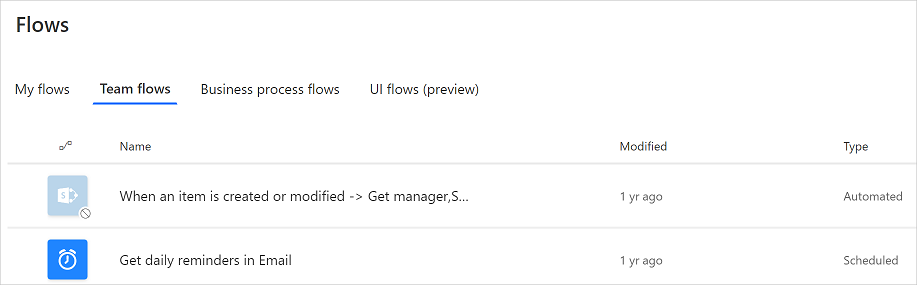 Flows
My flows Team flows Business process flows UI flows (preview)
Name Modified Type
When an item is created or modified -> Get manager,S... 1 yr ago Automated
Get daily reminders in Email 1 yr ago Scheduled